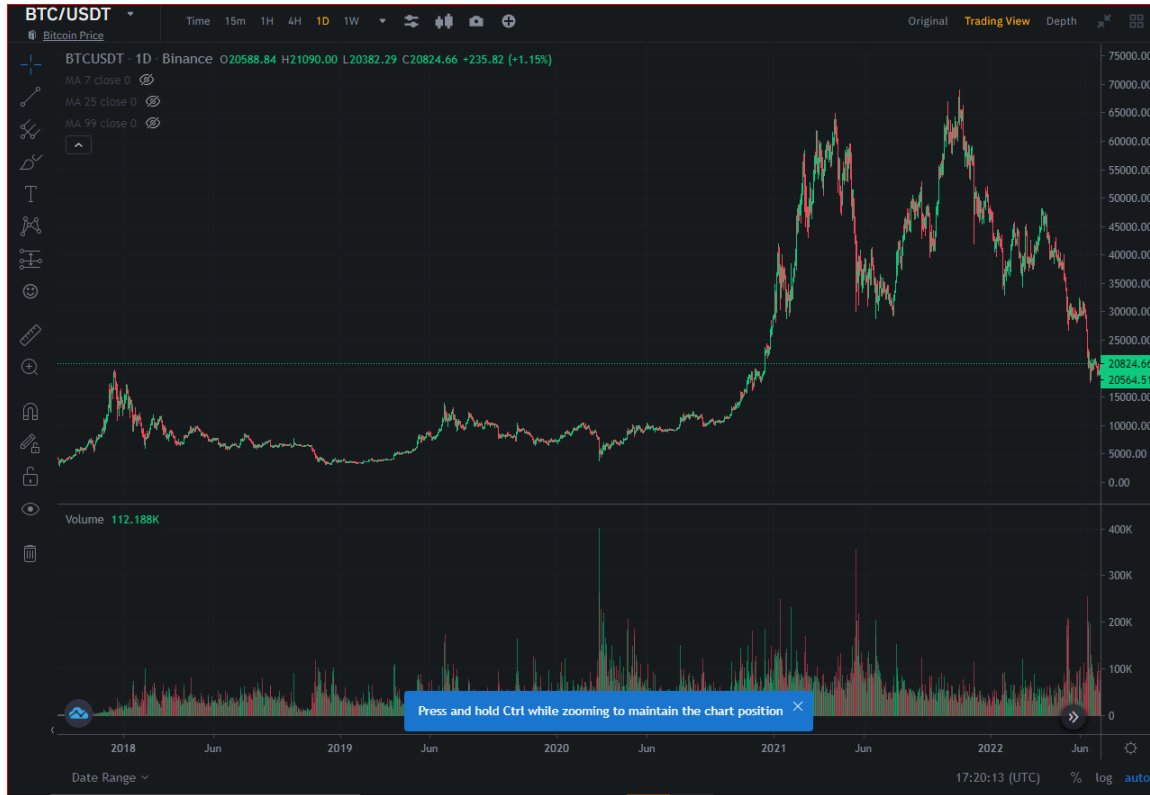 BTC/USDT
Bitcoin Price
Time 15m 1H 4H 1D 1W
Original Trading View Depth
BTCUSDT · 1D · Binance O20588.84 H21090.00 L20382.29 C20824.66 +235.82 (+1.15%)
MA 7 close 0
MA 25 close 0
MA 99 close 0
75000.00
70000.00
65000.00
60000.00
55000.00
50000.00
45000.00
40000.00
35000.00
30000.00
25000.00
20824.66
20564.51
15000.00
10000.00
5000.00
0.00
Volume 112.188K
400K
300K
200K
100K
0
Press and hold Ctrl while zooming to maintain the chart position
2018 Jun 2019 Jun 2020 Jun 2021 Jun 2022 Jun
Date Range
17:20:13 (UTC) % log auto